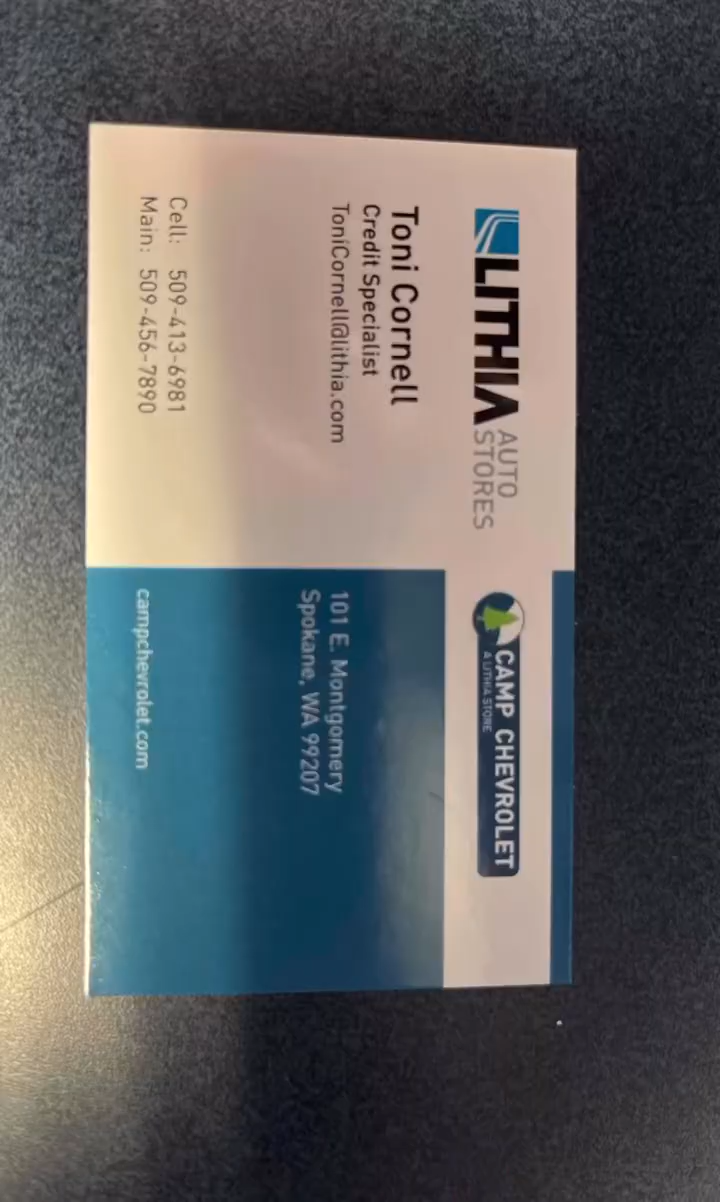 LITHIA AUTO STORES
CAMP CHEVROLET
A LITHIA STORE
Toni Cornell
Credit Specialist
ToniCornell@lithia.com
101 E. Montgomery
Spokane, WA 99207
Cell: 509-413-6981
Main: 509-456-7890
campchevrolet.com